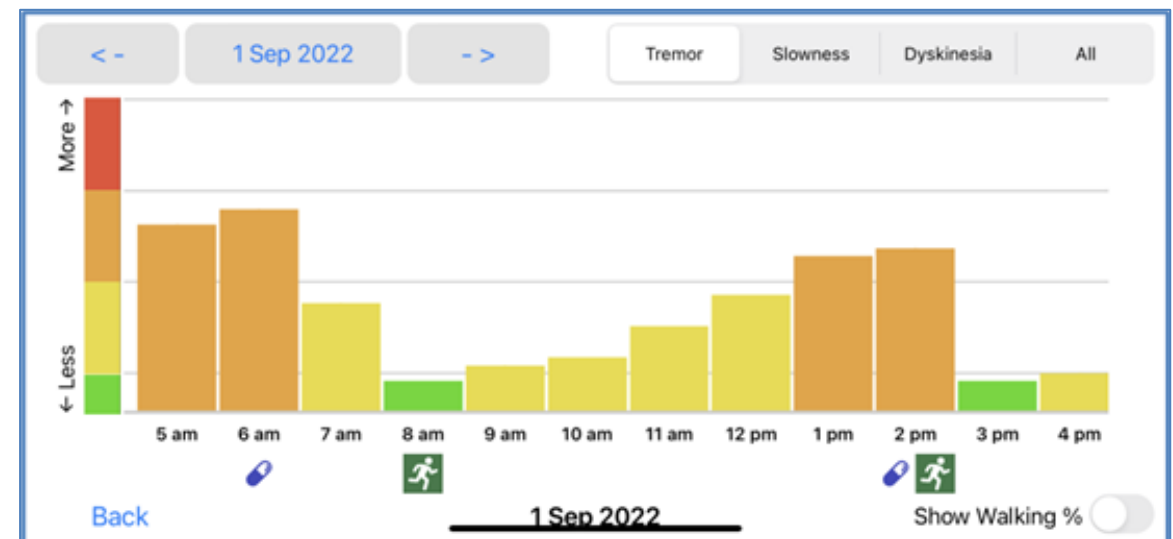 < - 1 Sep 2022 - > Tremor Slowness Dyskinesia All
More →
← Less
5 am 6 am 7 am 8 am 9 am 10 am 11 am 12 pm 1 pm 2 pm 3 pm 4 pm
Back 1 Sep 2022 Show Walking %